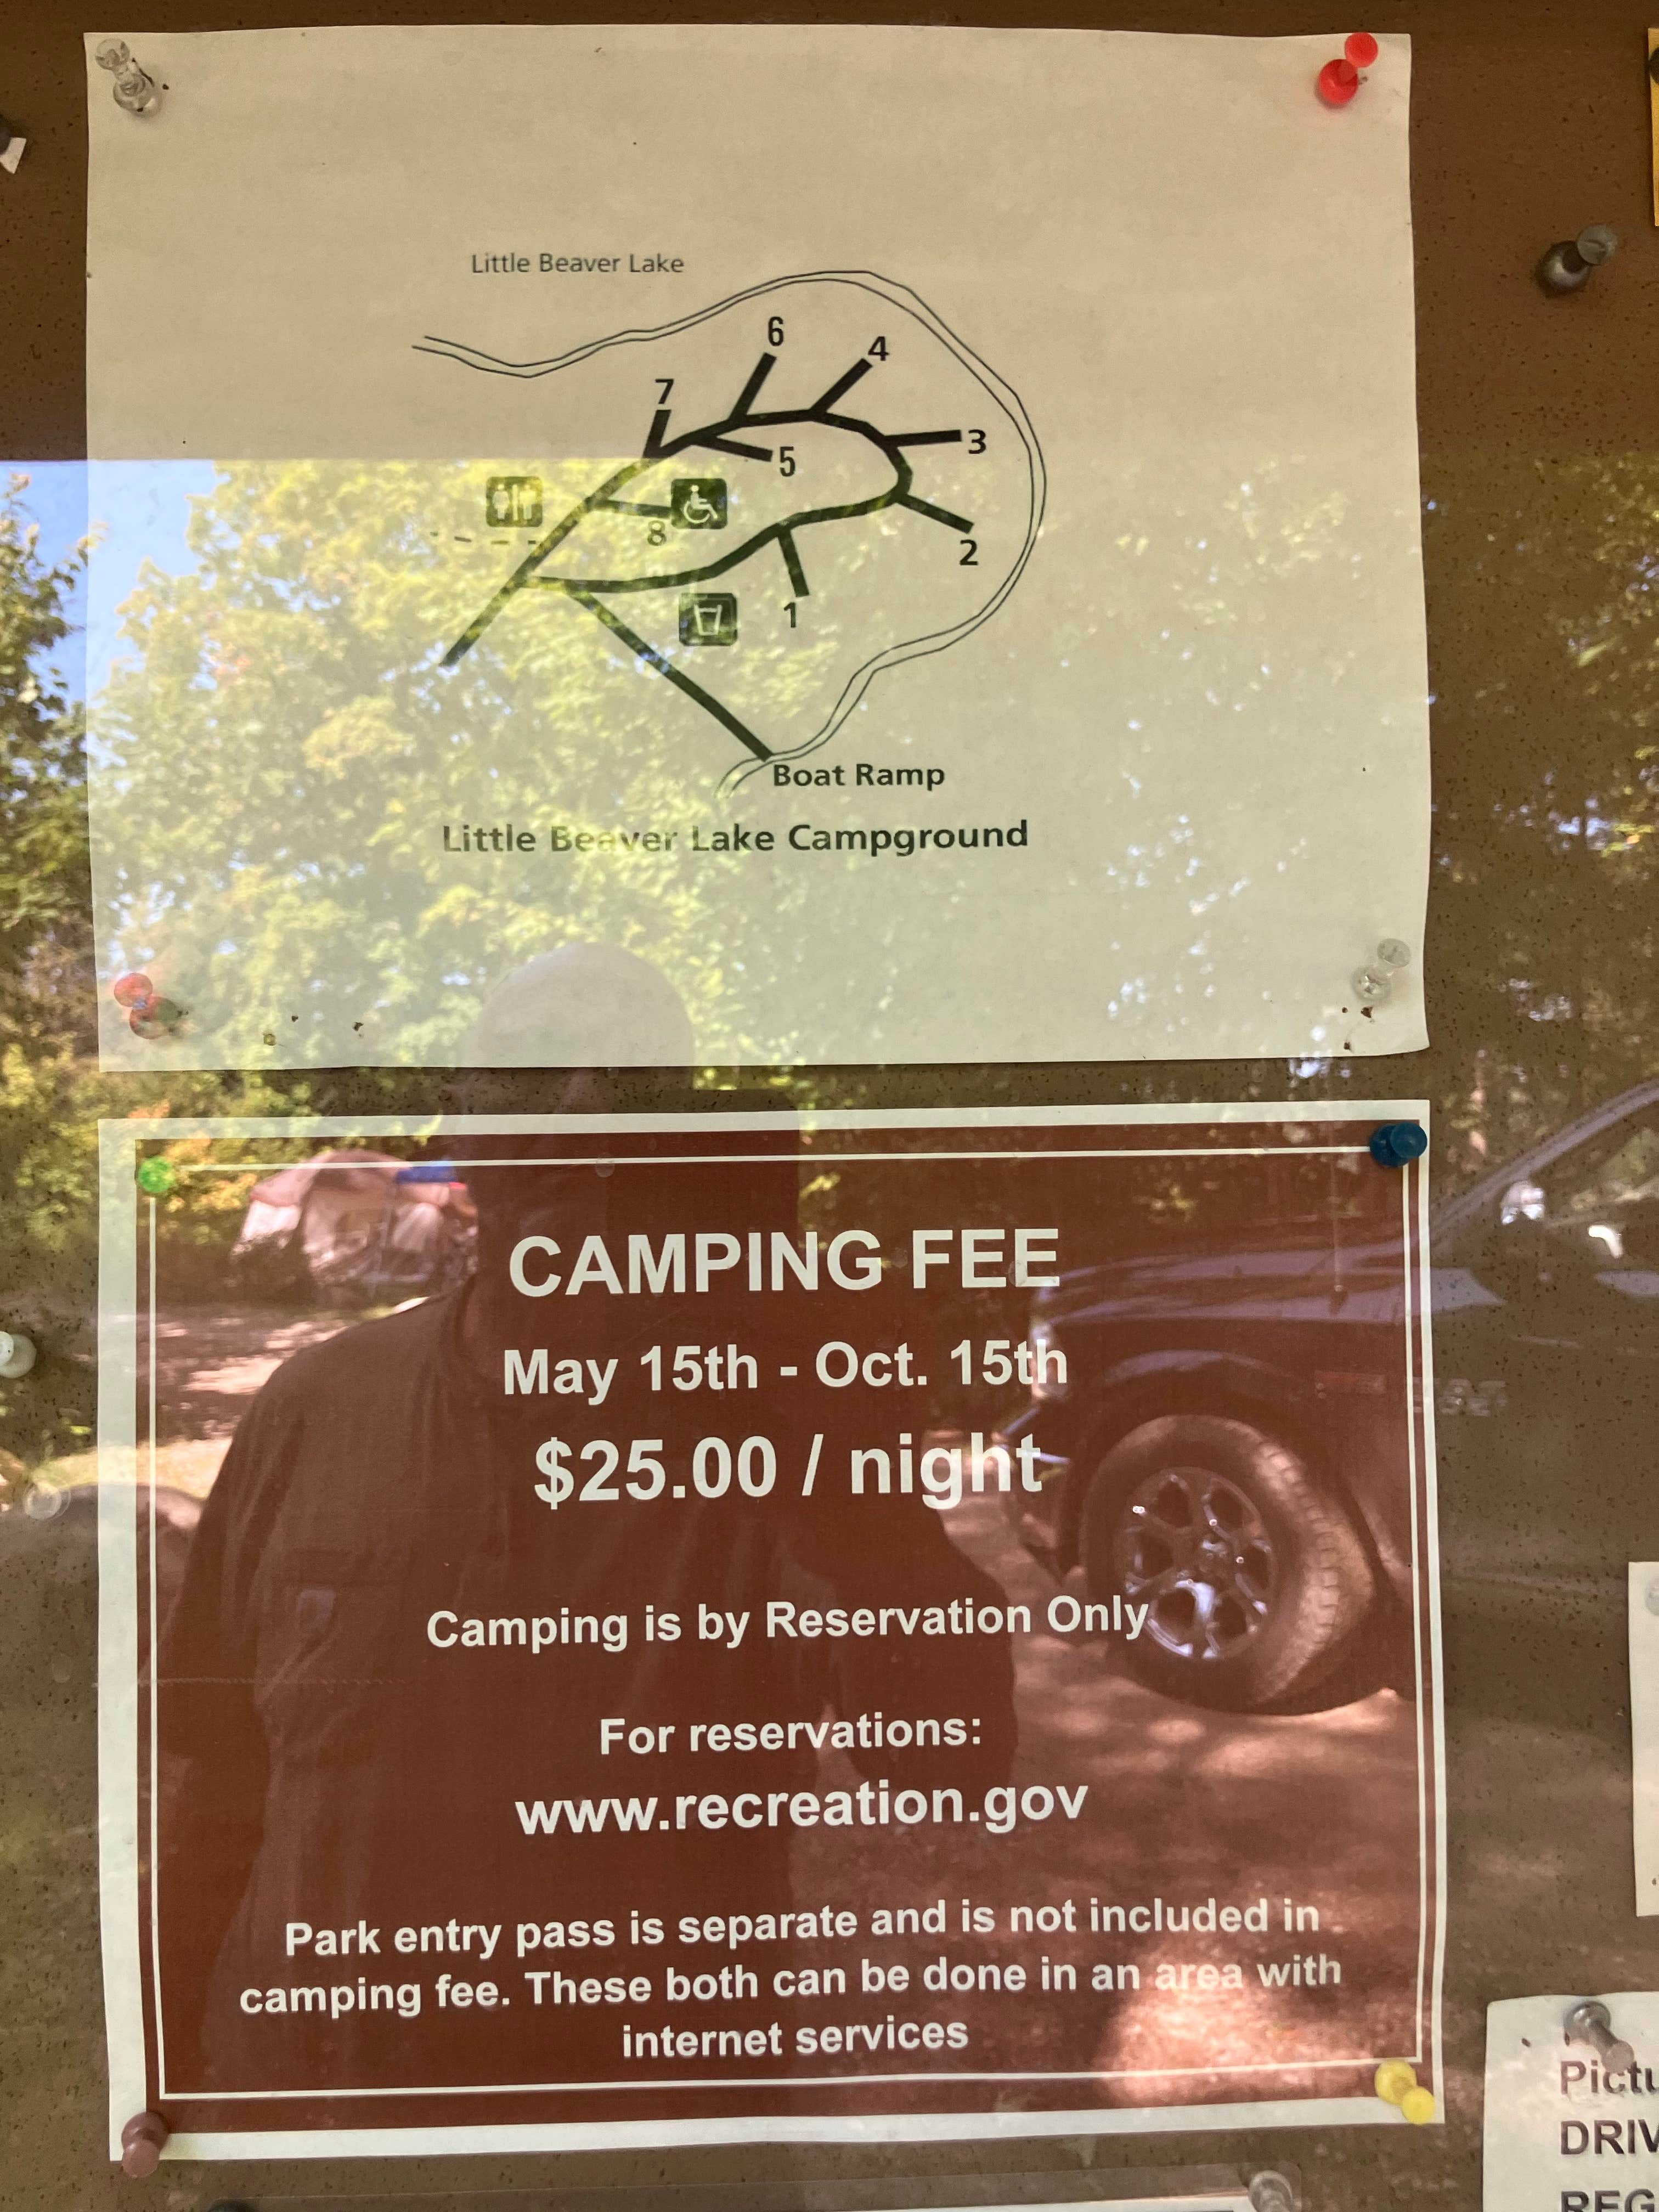 Little Beaver Lake
6
4
7
3
5
8
2
1
Boat Ramp
Little Beaver Lake Campground
CAMPING FEE
May 15th - Oct. 15th
$25.00 / night
Camping is by Reservation Only
For reservations:
www.recreation.gov
Park entry pass is separate and is not included in
camping fee. These both can be done in an area with
internet services